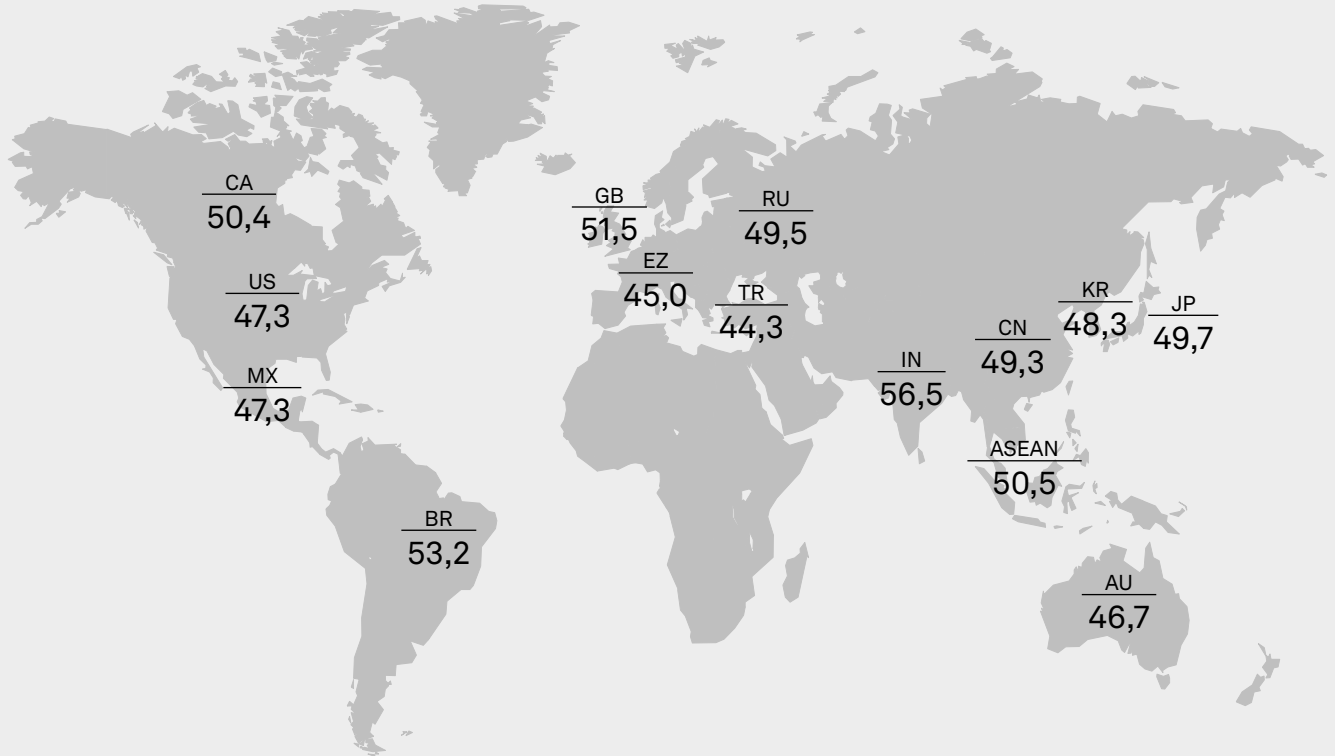 CA
50,4
GB
51,5
RU
49,5
EZ
45,0
US
47,3
TR
44,3
KR
48,3
JP
49,7
CN
49,3
IN
56,5
MX
47,3
ASEAN
50,5
BR
53,2
AU
46,7